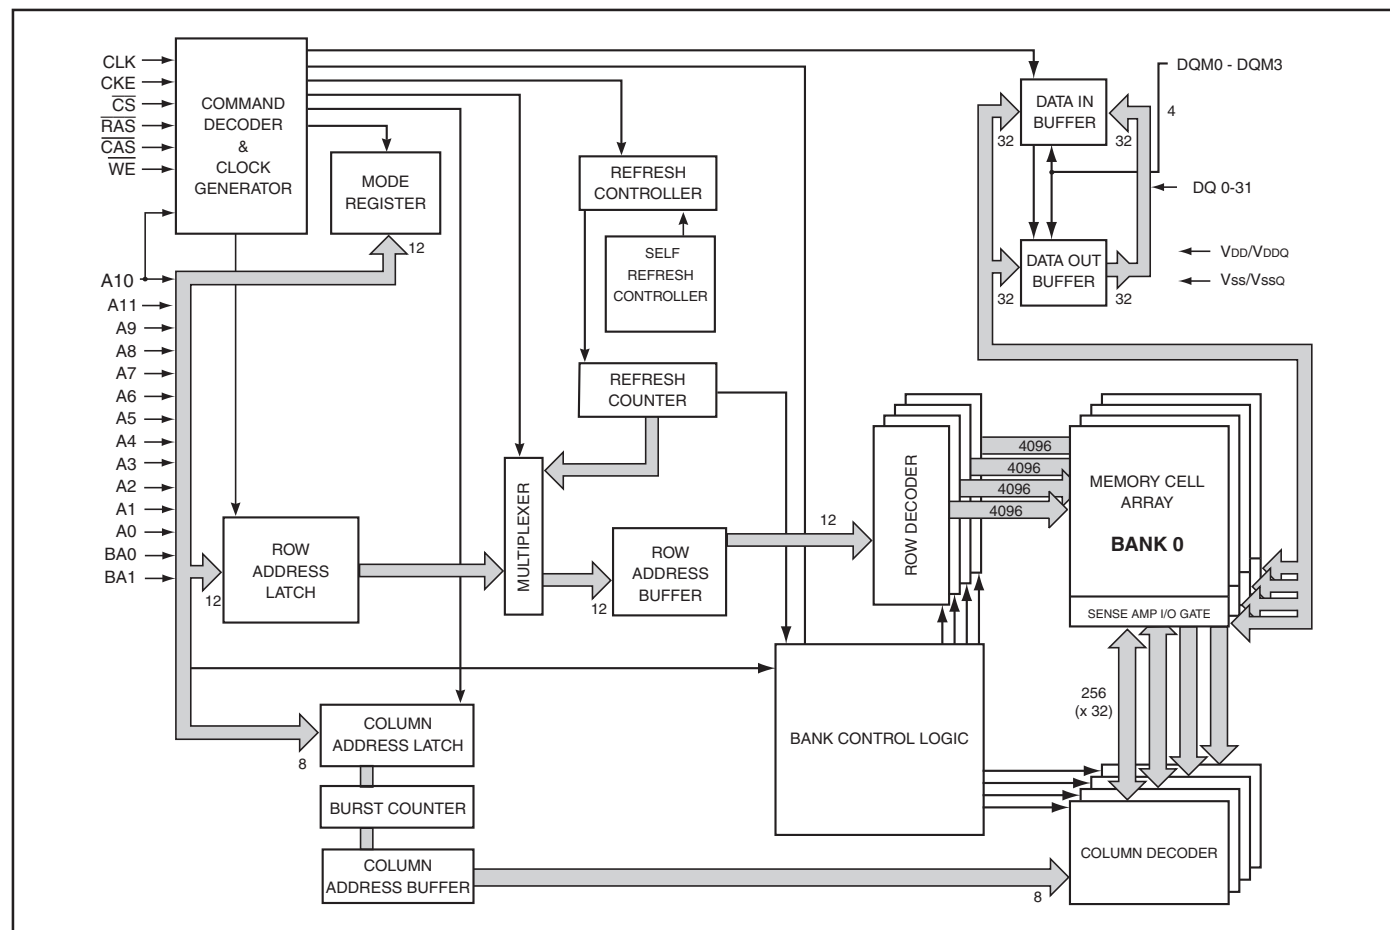 CLK
CKE
CS
RAS
CAS
WE
COMMAND
DECODER
&
CLOCK
GENERATOR
MODE
REGISTER
12
REFRESH
CONTROLLER
SELF
REFRESH
CONTROLLER
REFRESH
COUNTER
DATA IN
BUFFER
32
32
DQM0 - DQM3
4
DQ 0-31
DATA OUT
BUFFER
32
32
VDD/VDDQ
Vss/VssQ
A10
A11
A9
A8
A7
A6
A5
A4
A3
A2
A1
A0
BA0
BA1
12
ROW
ADDRESS
LATCH
MULTIPLEXER
12
ROW
ADDRESS
BUFFER
12
ROW DECODER
4096
4096
4096
4096
MEMORY CELL
ARRAY
BANK 0
SENSE AMP I/O GATE
256
(x 32)
BANK CONTROL LOGIC
8
COLUMN
ADDRESS LATCH
BURST COUNTER
COLUMN
ADDRESS BUFFER
8
COLUMN DECODER